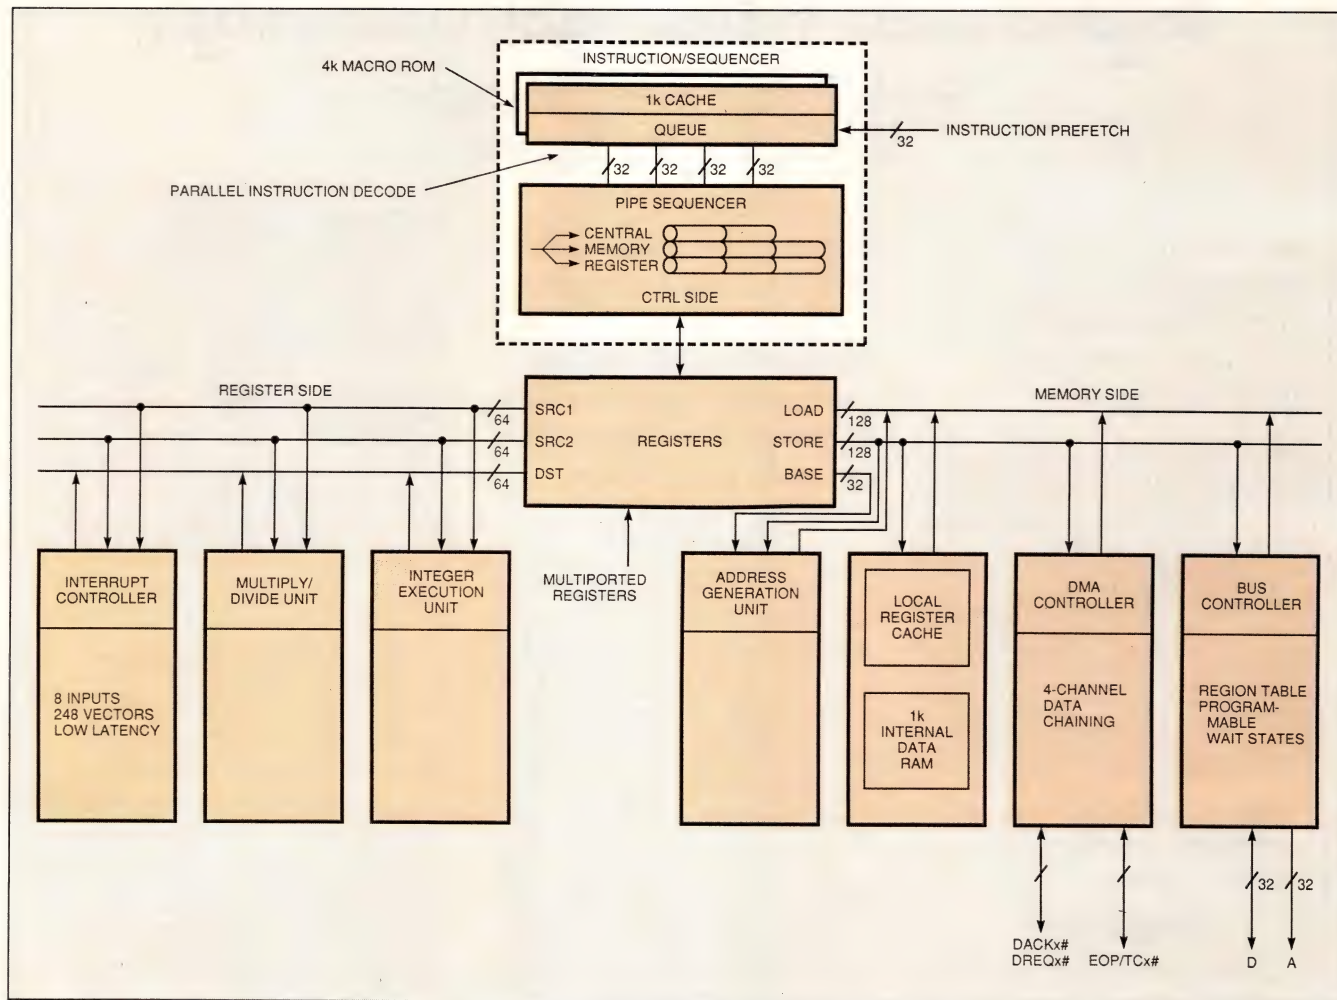 INSTRUCTION/SEQUENCER
4k MACRO ROM
1k CACHE
QUEUE
INSTRUCTION PREFETCH
32
32
32
32
32
PARALLEL INSTRUCTION DECODE
PIPE SEQUENCER
CENTRAL
MEMORY
REGISTER
CTRL SIDE
REGISTER SIDE
MEMORY SIDE
SRC1
64
SRC2
64
DST
64
REGISTERS
LOAD
128
STORE
128
BASE
32
MULTIPORTED
REGISTERS
INTERRUPT
CONTROLLER
8 INPUTS
248 VECTORS
LOW LATENCY
MULTIPLY/
DIVIDE UNIT
INTEGER
EXECUTION
UNIT
ADDRESS
GENERATION
UNIT
LOCAL
REGISTER
CACHE
1k
INTERNAL
DATA
RAM
DMA
CONTROLLER
4-CHANNEL
DATA
CHAINING
BUS
CONTROLLER
REGION TABLE
PROGRAM-
MABLE
WAIT STATES
32
32
DACKx#
DREQx#
EOP/TCx#
D
A